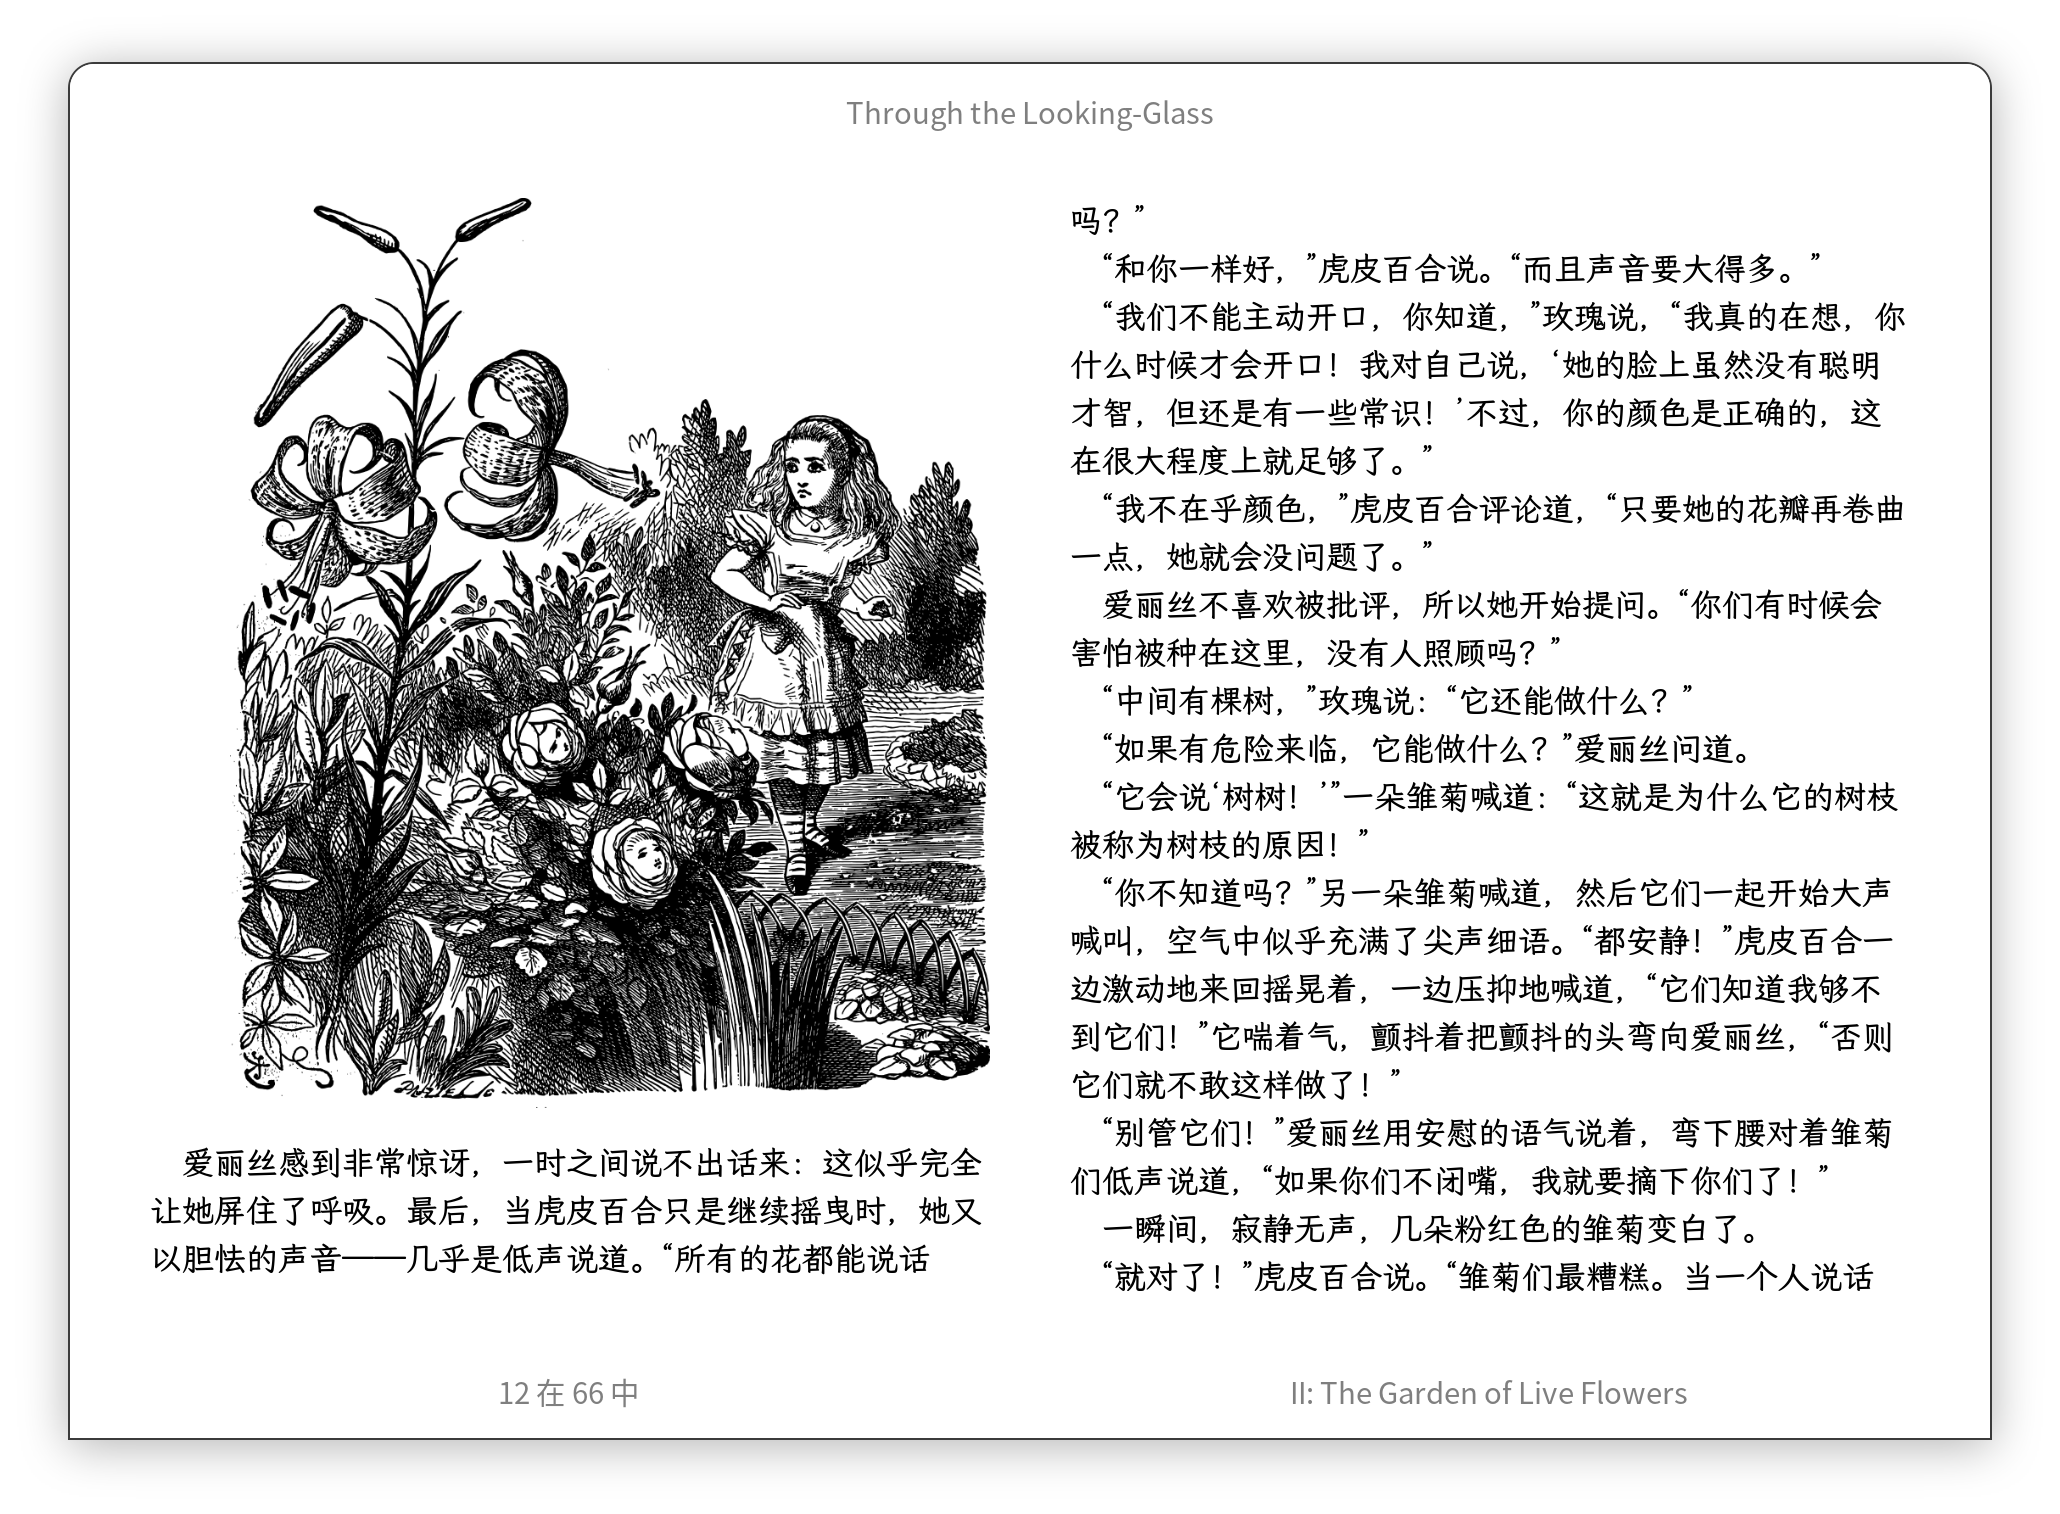 Through the Looking-Glass
爱丽丝感到非常惊讶，一时之间说不出话来：这似乎完全
让她屏住了呼吸。最后，当虎皮百合只是继续摇曳时，她又
以胆怯的声音——几乎是低声说道。“所有的花都能说话
吗？”
“和你一样好，”虎皮百合说。“而且声音要大得多。”
“我们不能主动开口，你知道，”玫瑰说，“我真的在想，你
什么时候才会开口！我对自己说，‘她的脸上虽然没有聪明
才智，但还是有一些常识！’不过，你的颜色是正确的，这
在很大程度上就足够了。”
“我不在乎颜色，”虎皮百合评论道，“只要她的花瓣再卷曲
一点，她就会没问题了。”
爱丽丝不喜欢被批评，所以她开始提问。“你们有时候会
害怕被种在这里，没有人照顾吗？”
“中间有棵树，”玫瑰说：“它还能做什么？”
“如果有危险来临，它能做什么？”爱丽丝问道。
“它会说‘树树！’”一朵雏菊喊道：“这就是为什么它的树枝
被称为树枝的原因！”
“你不知道吗？”另一朵雏菊喊道，然后它们一起开始大声
喊叫，空气中似乎充满了尖声细语。“都安静！”虎皮百合一
边激动地来回摇晃着，一边压抑地喊道，“它们知道我够不
到它们！”它喘着气，颤抖着把颤抖的头弯向爱丽丝，“否则
它们就不敢这样做了！”
“别管它们！”爱丽丝用安慰的语气说着，弯下腰对着雏菊
们低声说道，“如果你们不闭嘴，我就要摘下你们了！”
一瞬间，寂静无声，几朵粉红色的雏菊变白了。
“就对了！”虎皮百合说。“雏菊们最糟糕。当一个人说话
12 在 66 中
II: The Garden of Live Flowers